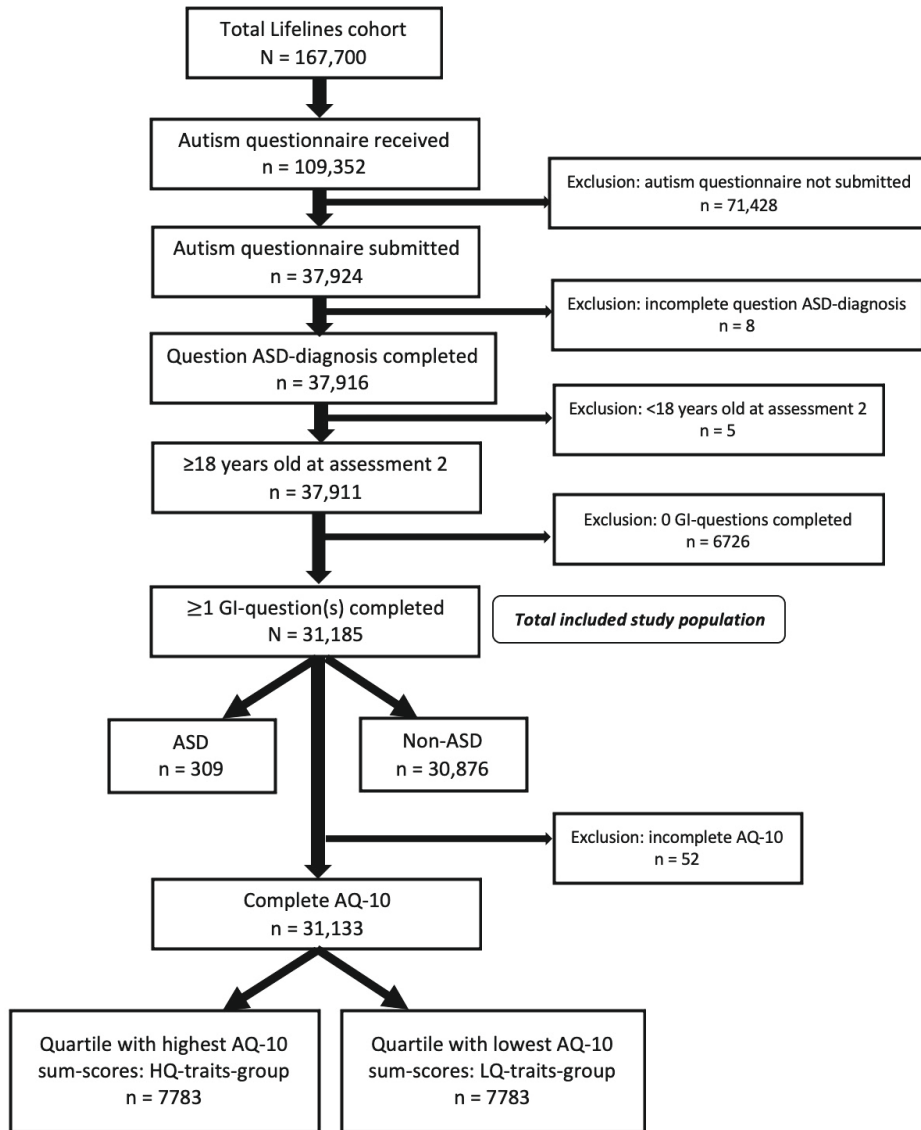 Total Lifelines cohort
N = 167,700
Autism questionnaire received
n = 109,352
Exclusion: autism questionnaire not submitted
n = 71,428
Autism questionnaire submitted
n = 37,924
Exclusion: incomplete question ASD-diagnosis
n = 8
Question ASD-diagnosis completed
n = 37,916
Exclusion: <18 years old at assessment 2
n = 5
≥18 years old at assessment 2
n = 37,911
Exclusion: 0 GI-questions completed
n = 6726
≥1 GI-question(s) completed
N = 31,185
Total included study population
ASD
n = 309
Non-ASD
n = 30,876
Exclusion: incomplete AQ-10
n = 52
Complete AQ-10
n = 31,133
Quartile with highest AQ-10
sum-scores: HQ-traits-group
n = 7783
Quartile with lowest AQ-10
sum-scores: LQ-traits-group
n = 7783